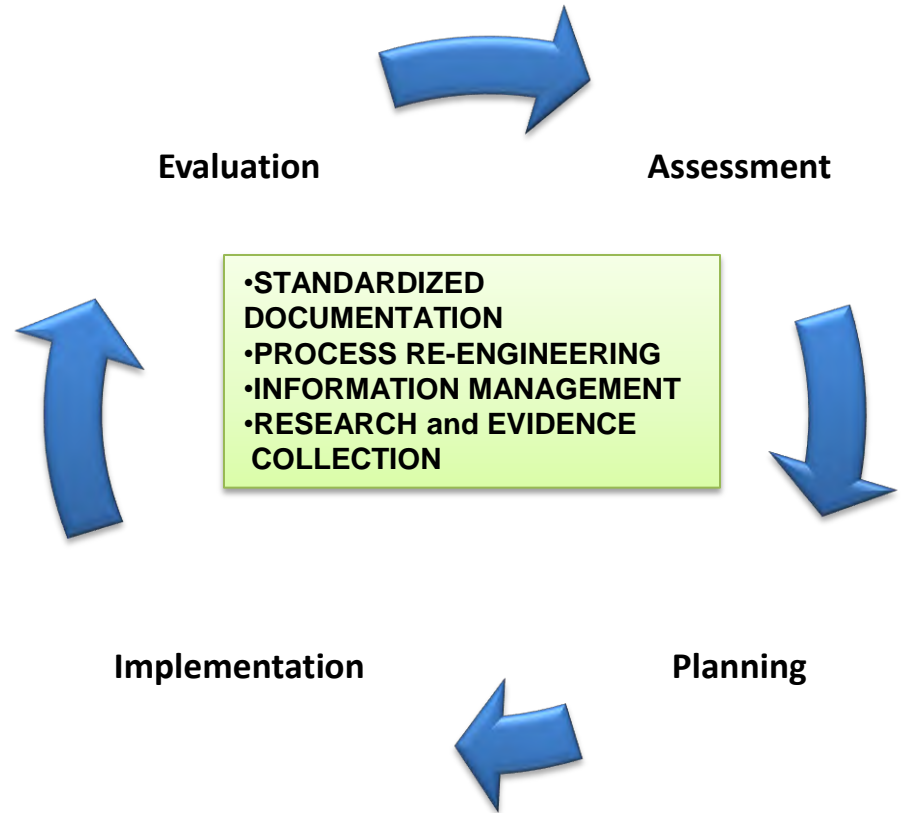 Evaluation
Assessment
•STANDARDIZED
DOCUMENTATION
•PROCESS RE-ENGINEERING
•INFORMATION MANAGEMENT
•RESEARCH and EVIDENCE
COLLECTION
Implementation
Planning